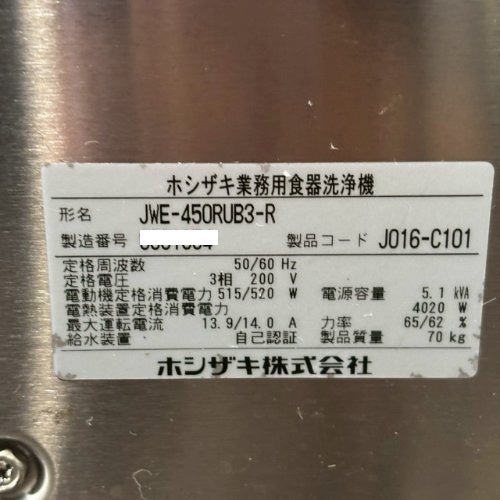 ホシザキ業務用食器洗浄機
形名 JWE-450RUB3-R
製造番号
製品コード J016-C101
定格周波数 50/60 Hz
定格電圧 3相 200 V
電動機定格消費電力 515/520 W 電源容量 5.1 kVA
電熱装置定格消費電力 4020 W
最大運転電流 13.9/14.0 A 力率 65/62 %
給水装置 自己認証 製品質量 70 kg
ホシザキ株式会社